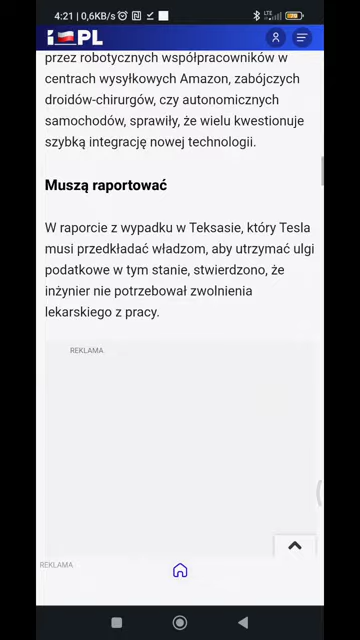 4:21 | 0,6KB/s
LTE
i PL
przez robotycznych współpracowników w
centrach wysyłkowych Amazon, zabójczych
droidów-chirurgów, czy autonomicznych
samochodów, sprawiły, że wielu kwestionuje
szybką integrację nowej technologii.
Muszą raportować
W raporcie z wypadku w Teksasie, który Tesla
musi przedkładać władzom, aby utrzymać ulgi
podatkowe w tym stanie, stwierdzono, że
inżynier nie potrzebował zwolnienia
lekarskiego z pracy.
REKLAMA
REKLAMA